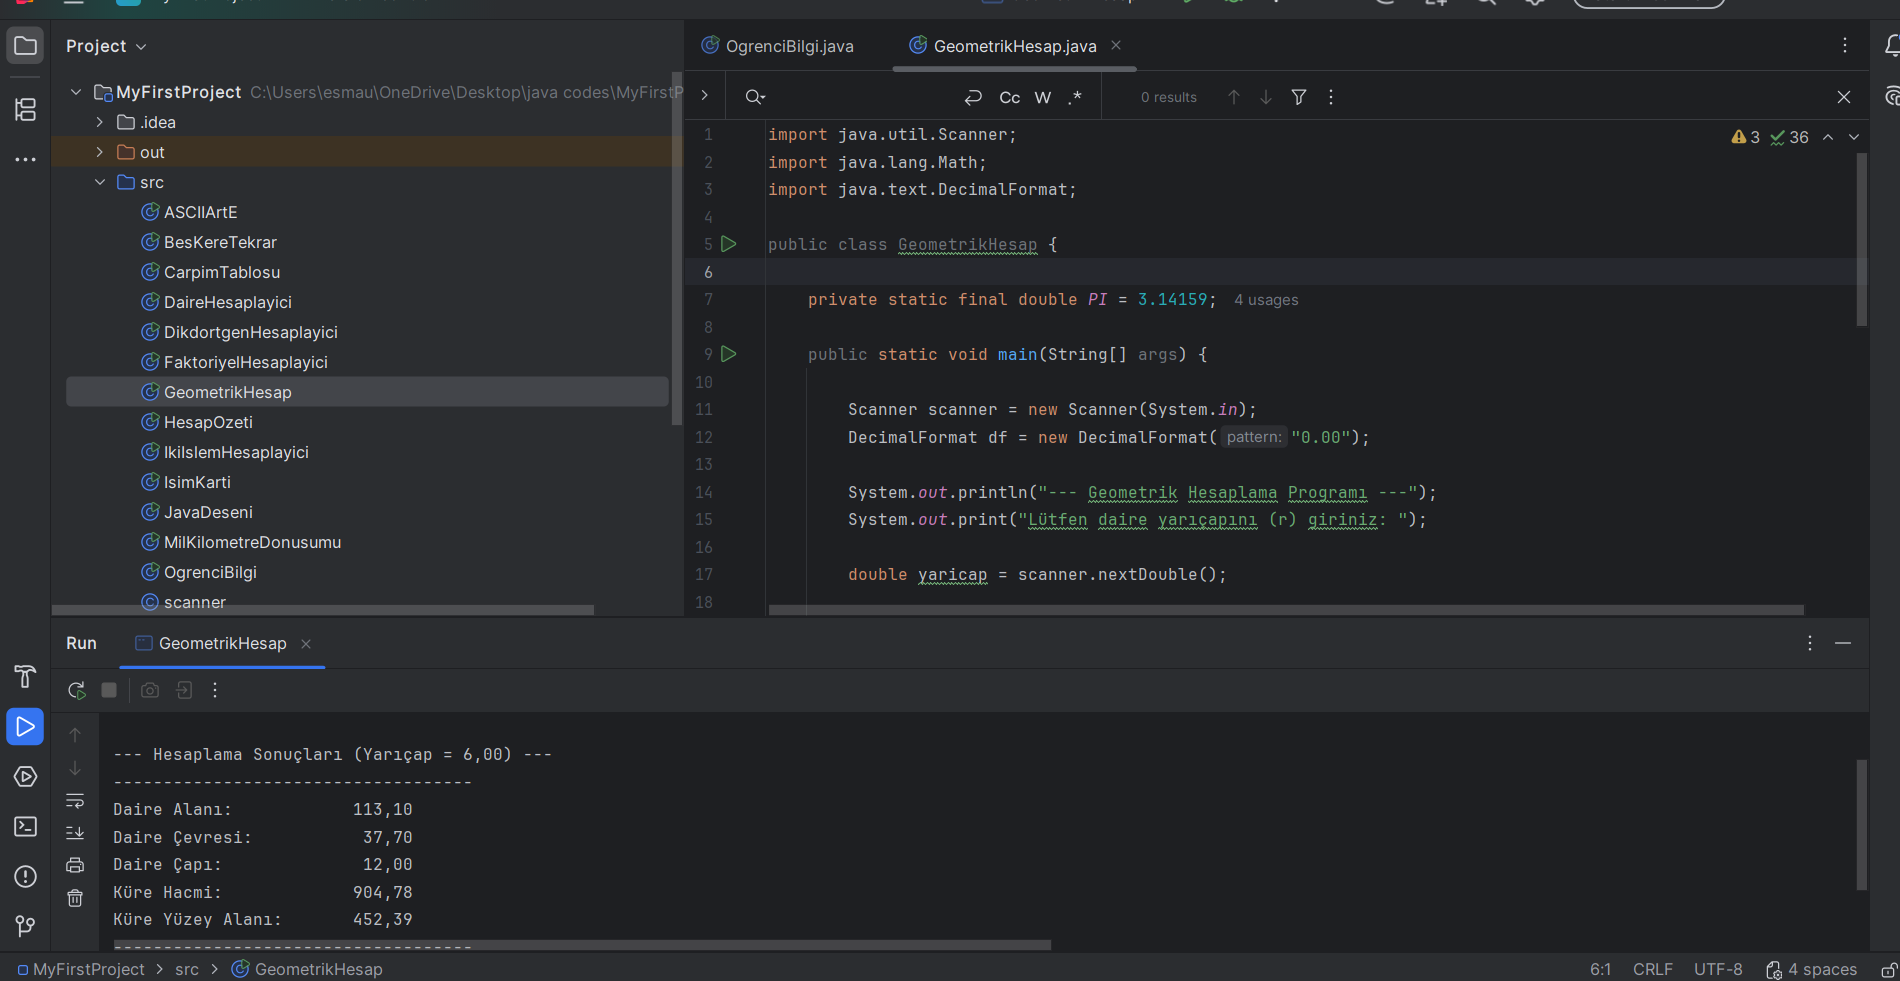 Project
MyFirstProject C:\Users\esmau\OneDrive\Desktop\java codes\MyFirstP
.idea
out
src
ASCIIArtE
BesKereTekrar
CarpimTablosu
DaireHesaplayici
DikdortgenHesaplayici
FaktoriyelHesaplayici
GeometrikHesap
HesapOzeti
IkiIslemHesaplayici
IsimKarti
JavaDeseni
MilKilometreDonusumu
OgrenciBilgi
scanner
OgrenciBilgi.java GeometrikHesap.java
Cc W .* 0 results
3 36
1 import java.util.Scanner;
2 import java.lang.Math;
3 import java.text.DecimalFormat;
4
5 public class GeometrikHesap {
6
7 private static final double PI = 3.14159; 4 usages
8
9 public static void main(String[] args) {
10
11 Scanner scanner = new Scanner(System.in);
12 DecimalFormat df = new DecimalFormat( pattern: "0.00");
13
14 System.out.println("--- Geometrik Hesaplama Programı ---");
15 System.out.print("Lütfen daire yarıçapını (r) giriniz: ");
16
17 double yaricap = scanner.nextDouble();
18
Run GeometrikHesap
--- Hesaplama Sonuçları (Yarıçap = 6,00) ---
------------------------------------
Daire Alanı: 113,10
Daire Çevresi: 37,70
Daire Çapı: 12,00
Küre Hacmi: 904,78
Küre Yüzey Alanı: 452,39
------------------------------------
MyFirstProject > src > GeometrikHesap 6:1 CRLF UTF-8 4 spaces